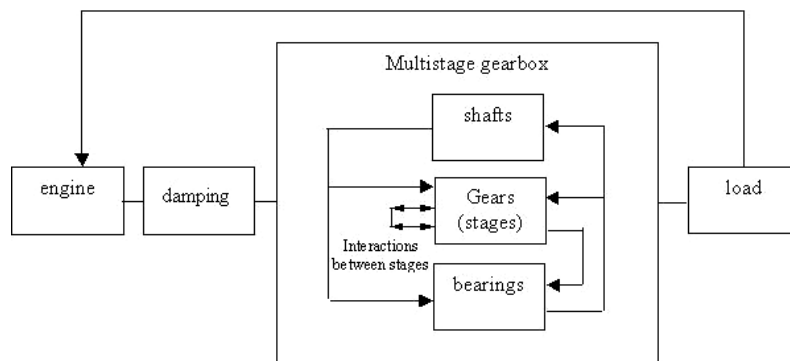 Multistage gearbox
shafts
engine
damping
Gears
(stages)
load
Interactions
between stages
bearings